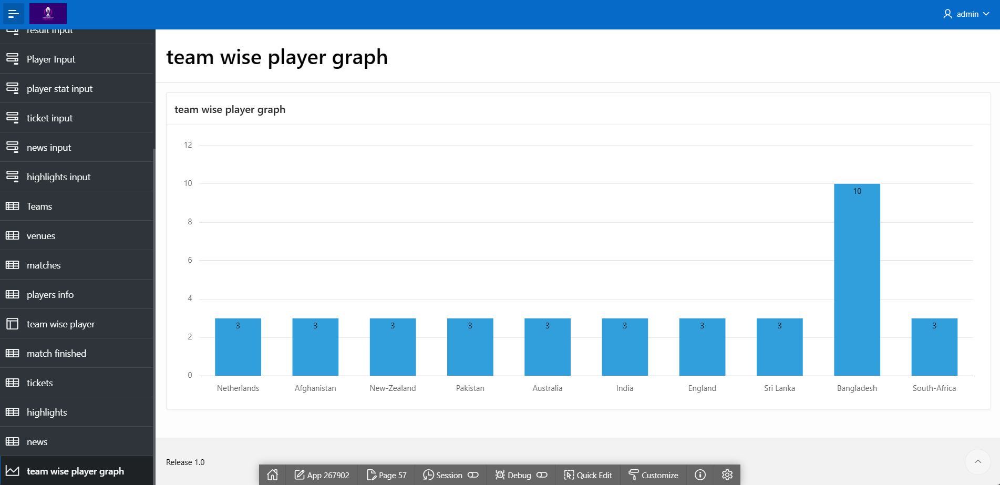 admin
result input
Player Input
player stat input
ticket input
news input
highlights input
Teams
venues
matches
players info
team wise player
match finished
tickets
highlights
news
team wise player graph
team wise player graph
team wise player graph
12
10
8
6
4
2
0
3 3 3 3 3 3 3 3 10 3
Netherlands Afghanistan New-Zealand Pakistan Australia India England Sri Lanka Bangladesh South-Africa
Release 1.0
App 267902 Page 57 Session Debug Quick Edit Customize